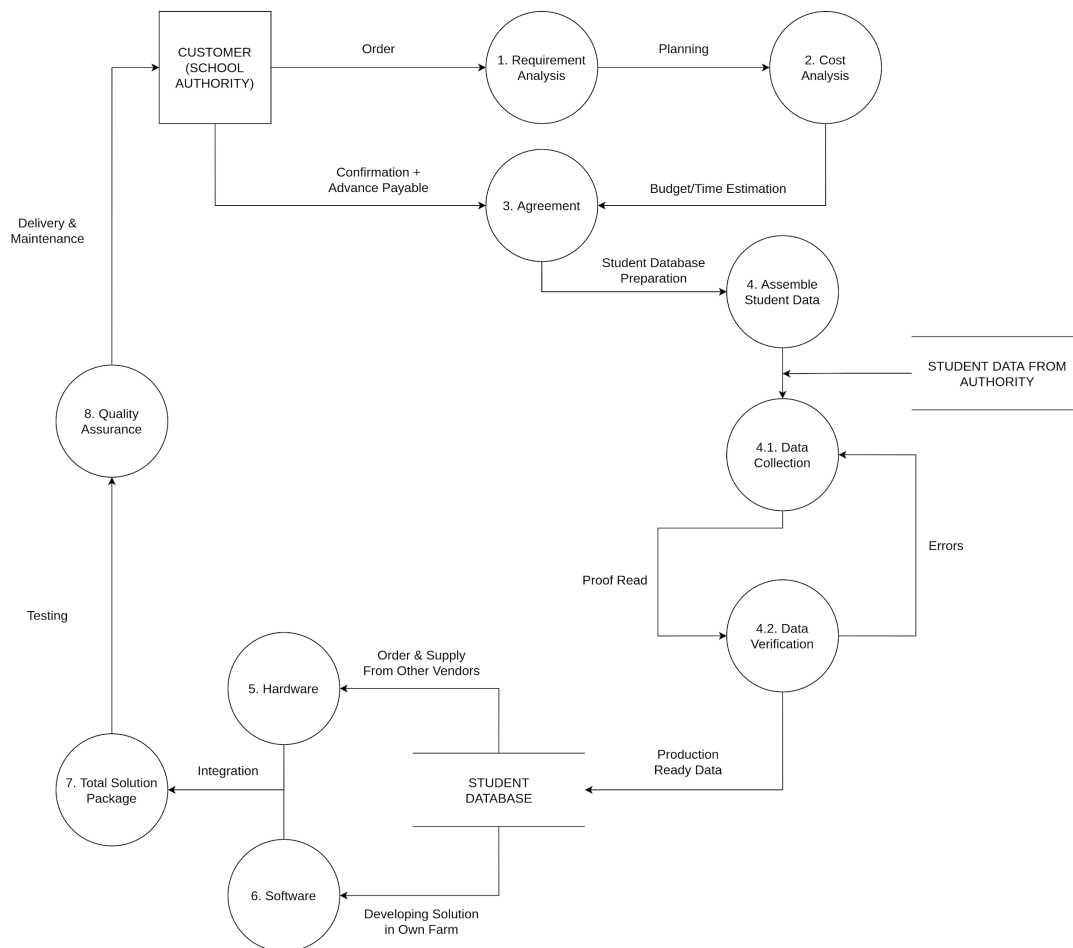 CUSTOMER
(SCHOOL
AUTHORITY)
Order
1. Requirement
Analysis
Planning
2. Cost
Analysis
Confirmation +
Advance Payable
3. Agreement
Budget/Time Estimation
Delivery &
Maintenance
Student Database
Preparation
4. Assemble
Student Data
STUDENT DATA FROM
AUTHORITY
8. Quality
Assurance
4.1. Data
Collection
Errors
Proof Read
Testing
4.2. Data
Verification
Order & Supply
From Other Vendors
5. Hardware
Production
Ready Data
Integration
7. Total Solution
Package
STUDENT
DATABASE
6. Software
Developing Solution
in Own Farm